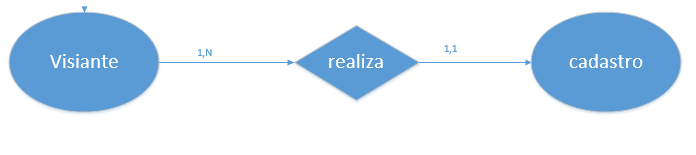 Visiante
1,N
realiza
1,1
cadastro